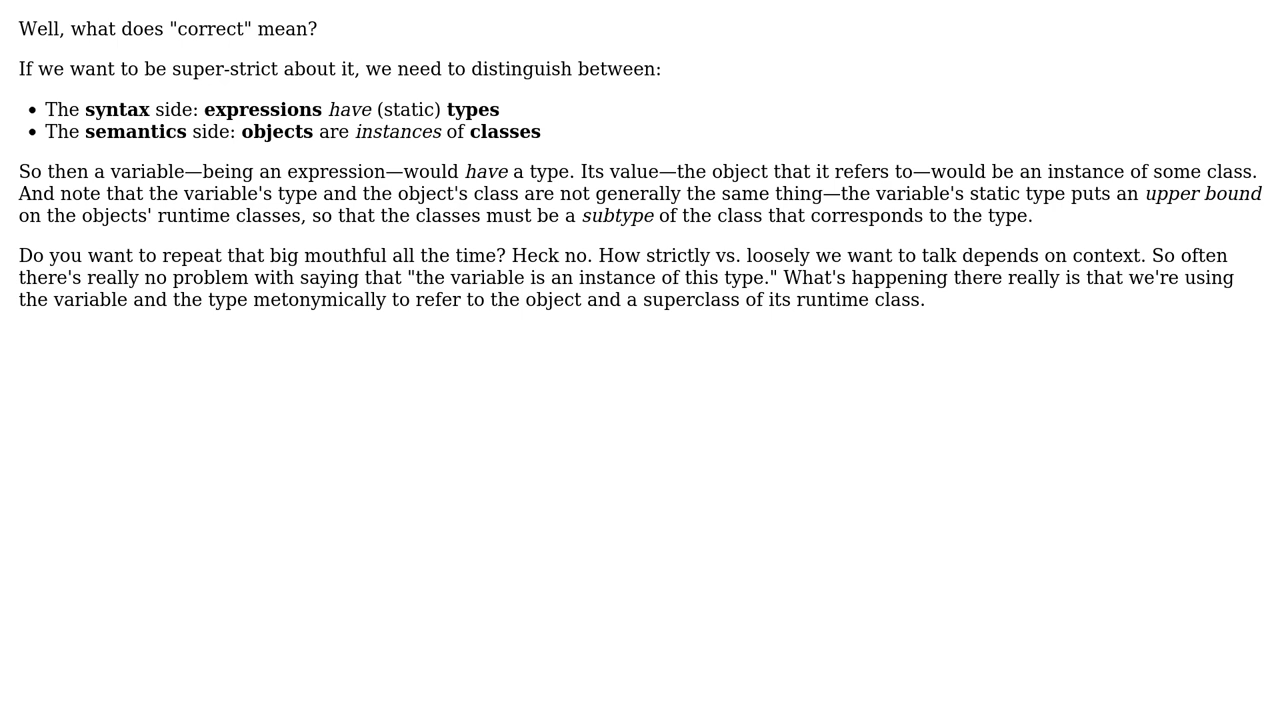 Well, what does "correct" mean?
If we want to be super-strict about it, we need to distinguish between:
• The syntax side: expressions have (static) types
• The semantics side: objects are instances of classes
So then a variable—being an expression—would have a type. Its value—the object that it refers to—would be an instance of some class.
And note that the variable's type and the object's class are not generally the same thing—the variable's static type puts an upper bound
on the objects' runtime classes, so that the classes must be a subtype of the class that corresponds to the type.
Do you want to repeat that big mouthful all the time? Heck no. How strictly vs. loosely we want to talk depends on context. So often
there's really no problem with saying that "the variable is an instance of this type." What's happening there really is that we're using
the variable and the type metonymically to refer to the object and a superclass of its runtime class.